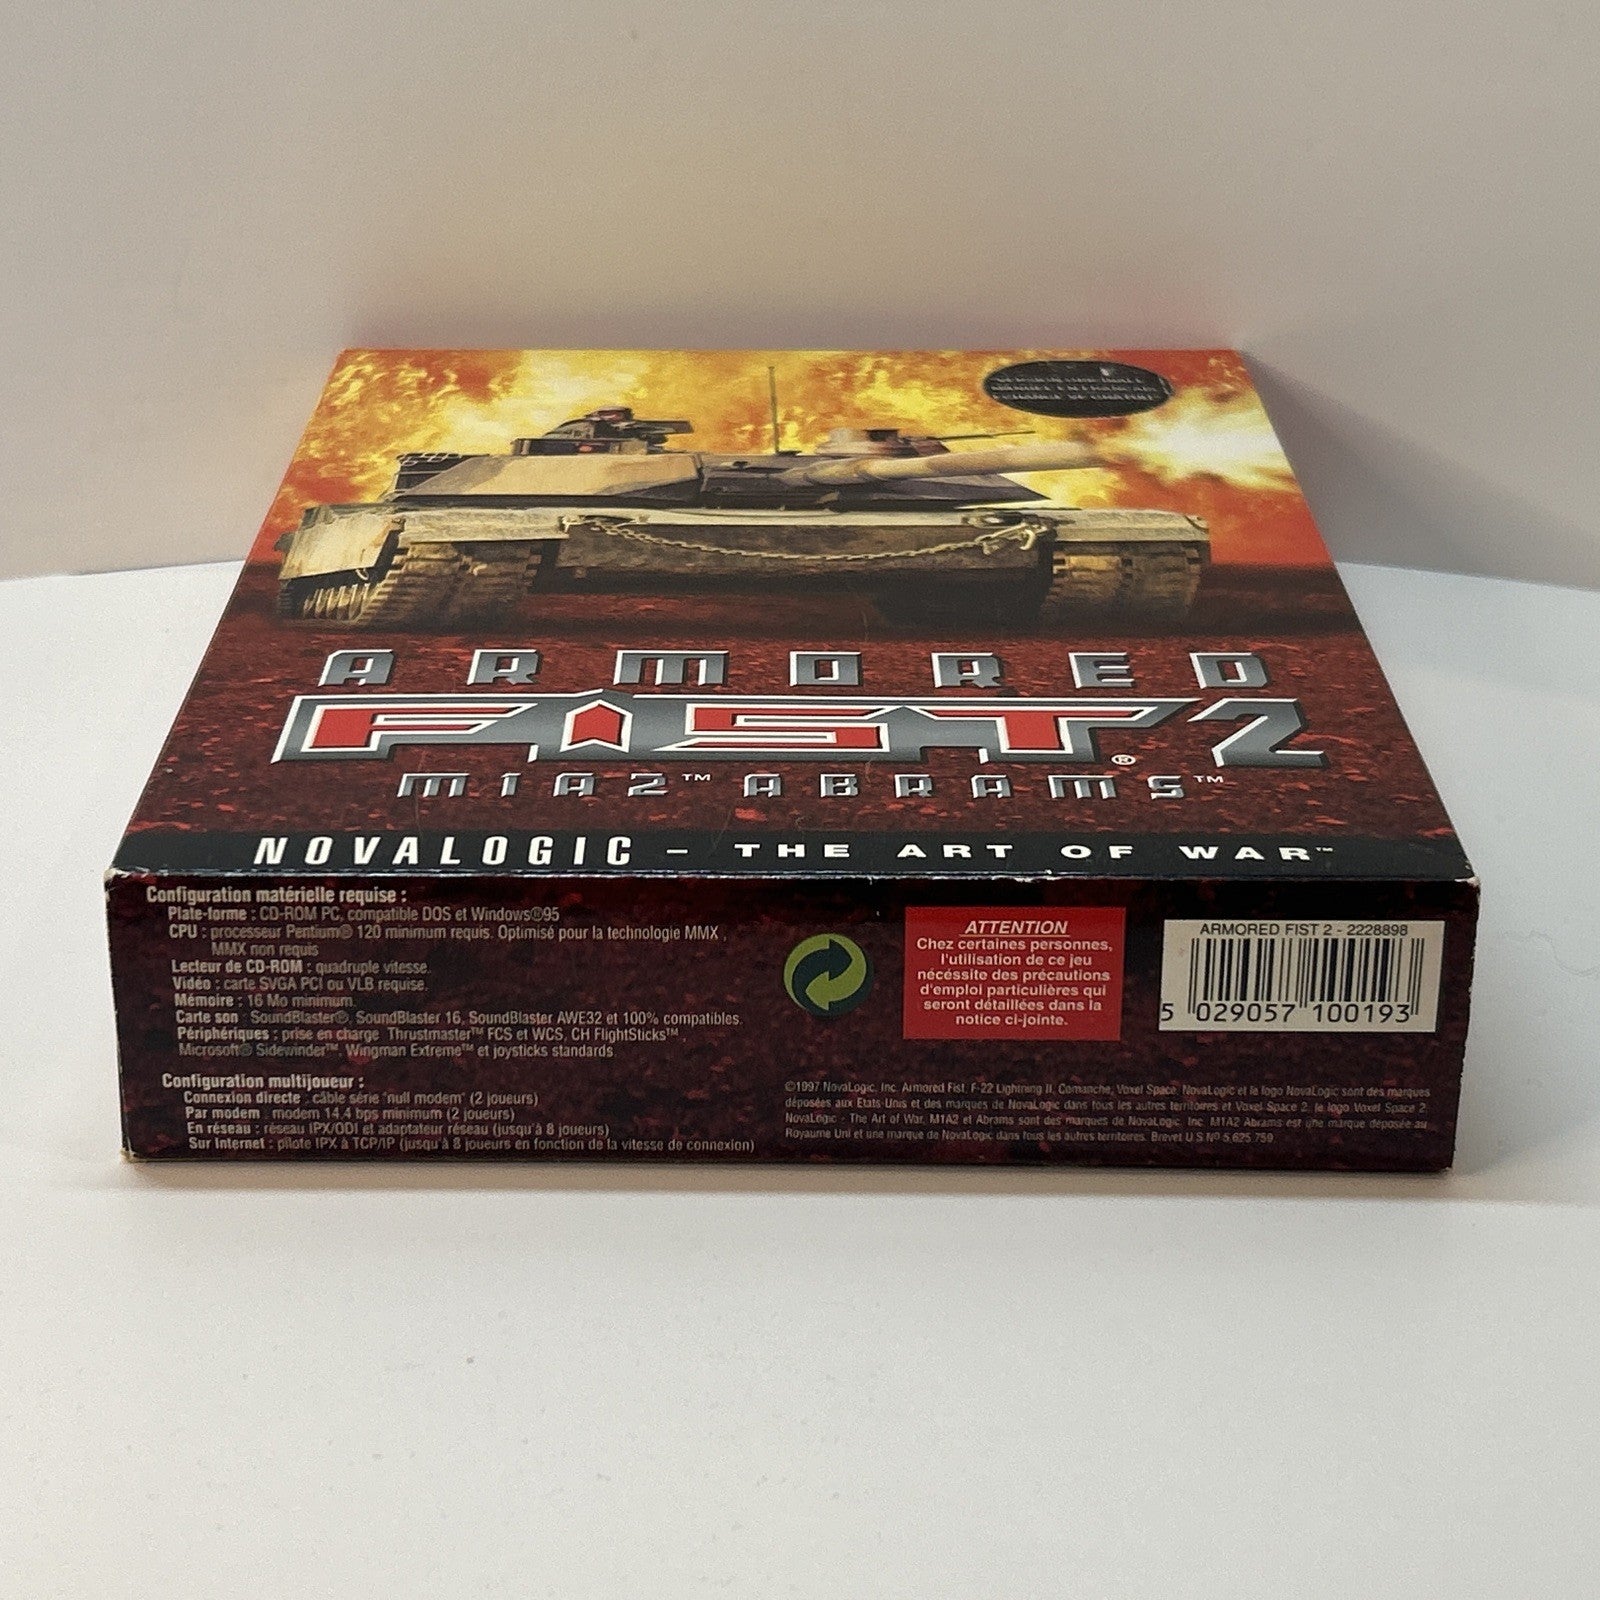 VERSION ORIGINALE
MANUEL EN FRANCAIS
ARMORED
FIST® 2
M1A2™ ABRAMS™
NOVALOGIC – THE ART OF WAR™
Configuration matérielle requise :
Plate-forme : CD-ROM PC, compatible DOS et Windows®95
CPU : processeur Pentium® 120 minimum requis. Optimisé pour la technologie MMX ,
MMX non requis
Lecteur de CD-ROM : quadruple vitesse.
Vidéo : carte SVGA PCI ou VLB requise.
Mémoire : 16 Mo minimum.
Carte son : SoundBlaster®, SoundBlaster 16, SoundBlaster AWE32 et 100% compatibles.
Périphériques : prise en charge Thrustmaster™ FCS et WCS, CH FlightSticks™,
Microsoft® Sidewinder™, Wingman Extreme™ et joysticks standards.
Configuration multijoueur :
Connexion directe : câble série "null modem" (2 joueurs)
Par modem : modem 14.4 bps minimum (2 joueurs)
En réseau : réseau IPX/ODI et adaptateur réseau (jusqu'à 8 joueurs)
Sur Internet : pilote IPX à TCP/IP (jusqu'à 8 joueurs en fonction de la vitesse de connexion)
ATTENTION
Chez certaines personnes,
l'utilisation de ce jeu
nécéssite des précautions
d'emploi particulières qui
seront détaillées dans la
notice ci-jointe.
ARMORED FIST 2 - 2228898
5 029057 100193
©1997 NovaLogic, Inc. Armored Fist, F-22 Lightning II, Comanche, Voxel Space, NovaLogic et le logo NovaLogic sont des marques
déposées aux Etats-Unis et des marques de NovaLogic dans tous les autres territoires et Voxel Space 2, le logo Voxel Space 2,
NovaLogic - The Art of War, M1A2 et Abrams sont des marques de NovaLogic, Inc. M1A2 Abrams est une marque déposée au
Royaume Uni et une marque de NovaLogic dans tous les autres territoires. Brevet U.S Nº 5,625,759